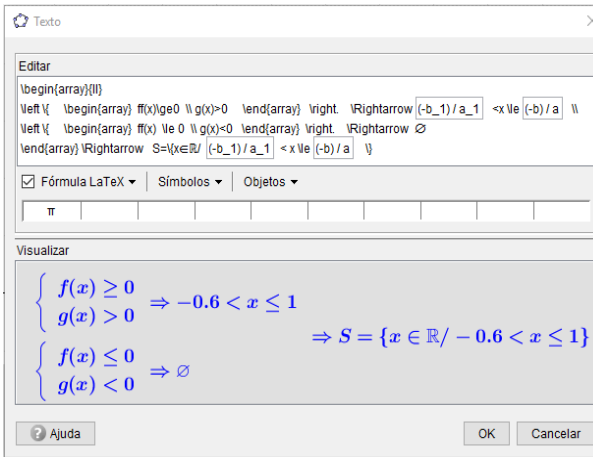 Texto
Editar
\begin{array}{ll}
\left \{ \begin{array} ff(x)\ge0 \\ g(x)>0 \end{array} \right. \Rightarrow (-b_1) / a_1 <x \le (-b) / a \\
\left \{ \begin{array} ff(x) \le 0 \\ g(x)<0 \end{array} \right. \Rightarrow ∅
\end{array} \Rightarrow S=\{x∈ℝ/ (-b_1) / a_1 < x \le (-b) / a \}
Fórmula LaTeX Símbolos Objetos
π
Visualizar
f(x) ≥ 0
g(x) > 0
⇒ −0.6 < x ≤ 1
f(x) ≤ 0
g(x) < 0
⇒ ∅
⇒ S = {x ∈ ℝ/ − 0.6 < x ≤ 1}
Ajuda OK Cancelar